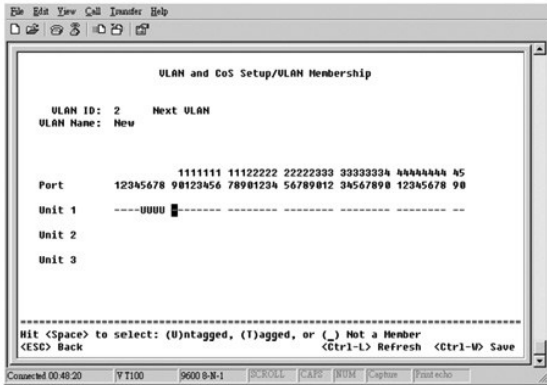 File Edit View Call Transfer Help
VLAN and CoS Setup/VLAN Membership
VLAN ID: 2 Next VLAN
VLAN Name: New
1111111 11122222 22222333 33333334 44444444 45
Port 12345678 90123456 78901234 56789012 34567890 12345678 90
Unit 1 ----UUUU -------- -------- -------- -------- -------- --
Unit 2
Unit 3
Hit <Space> to select: (U)ntagged, (T)agged, or (_) Not a Member
<ESC> Back <Ctrl-L> Refresh <Ctrl-W> Save
Connected 00:48:20 VT100 9600 8-N-1 SCROLL CAPS NUM Capture Print echo